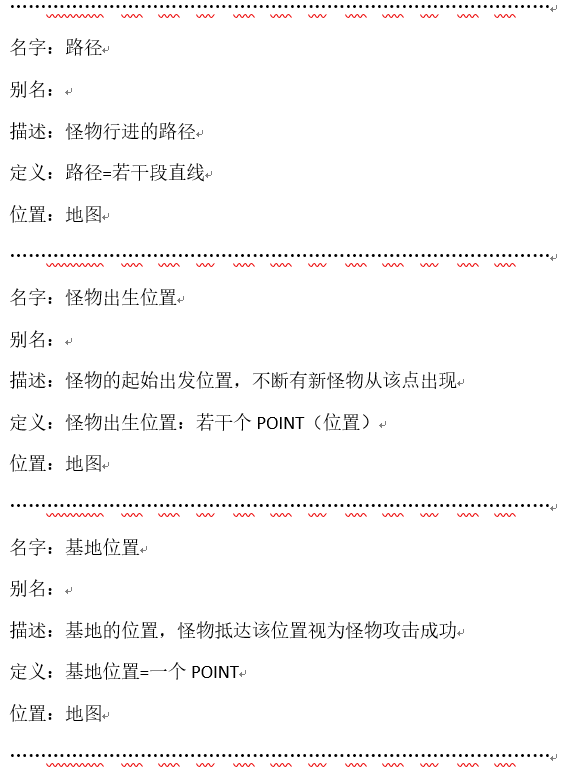 ……………………………………………………………………………
名字：路径
别名：
描述：怪物行进的路径
定义：路径=若干段直线
位置：地图
……………………………………………………………………………
名字：怪物出生位置
别名：
描述：怪物的起始出发位置，不断有新怪物从该点出现
定义：怪物出生位置：若干个 POINT（位置）
位置：地图
……………………………………………………………………………
名字：基地位置
别名：
描述：基地的位置，怪物抵达该位置视为怪物攻击成功
定义：基地位置=一个 POINT
位置：地图
……………………………………………………………………………